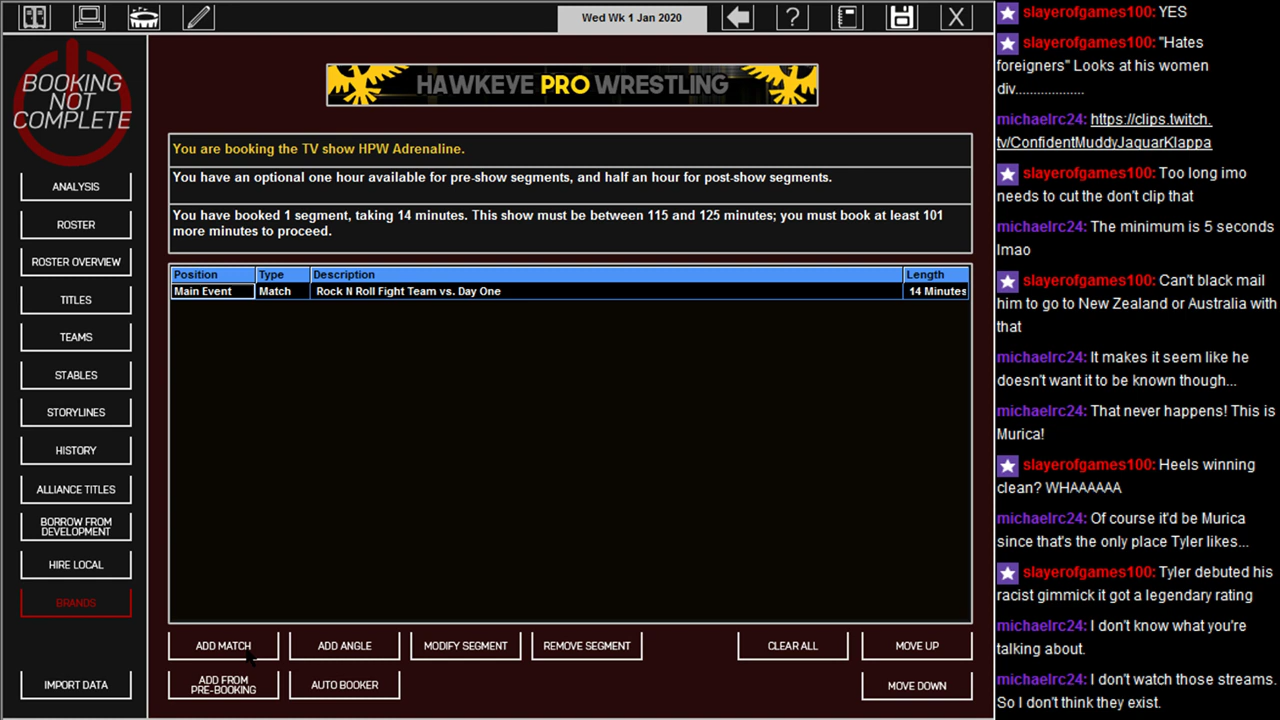 Wed Wk 1 Jan 2020
?
X
BOOKING
NOT
COMPLETE
ANALYSIS
ROSTER
ROSTER OVERVIEW
TITLES
TEAMS
STABLES
STORYLINES
HISTORY
ALLIANCE TITLES
BORROW FROM
DEVELOPMENT
HIRE LOCAL
BRANDS
IMPORT DATA
HAWKEYE PRO WRESTLING
You are booking the TV show HPW Adrenaline.
You have an optional one hour available for pre-show segments, and half an hour for post-show segments.
You have booked 1 segment, taking 14 minutes. This show must be between 115 and 125 minutes; you must book at least 101
more minutes to proceed.
Position Type Description Length
Main Event Match Rock N Roll Fight Team vs. Day One 14 Minutes
ADD MATCH ADD ANGLE MODIFY SEGMENT REMOVE SEGMENT CLEAR ALL MOVE UP
ADD FROM
PRE-BOOKING
AUTO BOOKER
MOVE DOWN
slayerofgames100: YES
slayerofgames100: "Hates
foreigners" Looks at his women
div...................
michaelrc24: https://clips.twitch.
tv/ConfidentMuddyJaguarKlappa
slayerofgames100: Too long imo
needs to cut the don't clip that
michaelrc24: The minimum is 5 seconds
lmao
slayerofgames100: Can't black mail
him to go to New Zealand or Australia with
that
michaelrc24: It makes it seem like he
doesn't want it to be known though...
michaelrc24: That never happens! This is
Murica!
slayerofgames100: Heels winning
clean? WHAAAAAA
michaelrc24: Of course it'd be Murica
since that's the only place Tyler likes...
slayerofgames100: Tyler debuted his
racist gimmick it got a legendary rating
michaelrc24: I don't know what you're
talking about.
michaelrc24: I don't watch those streams.
So I don't think they exist.